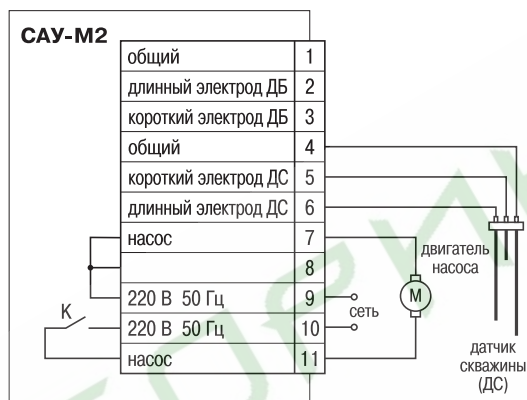 САУ-М2
общий 1
длинный электрод ДБ 2
короткий электрод ДБ 3
общий 4
короткий электрод ДС 5
длинный электрод ДС 6
насос 7
8
220 В 50 Гц 9
220 В 50 Гц 10
насос 11
К
сеть
двигатель
насоса
М
датчик
скважины
(ДС)